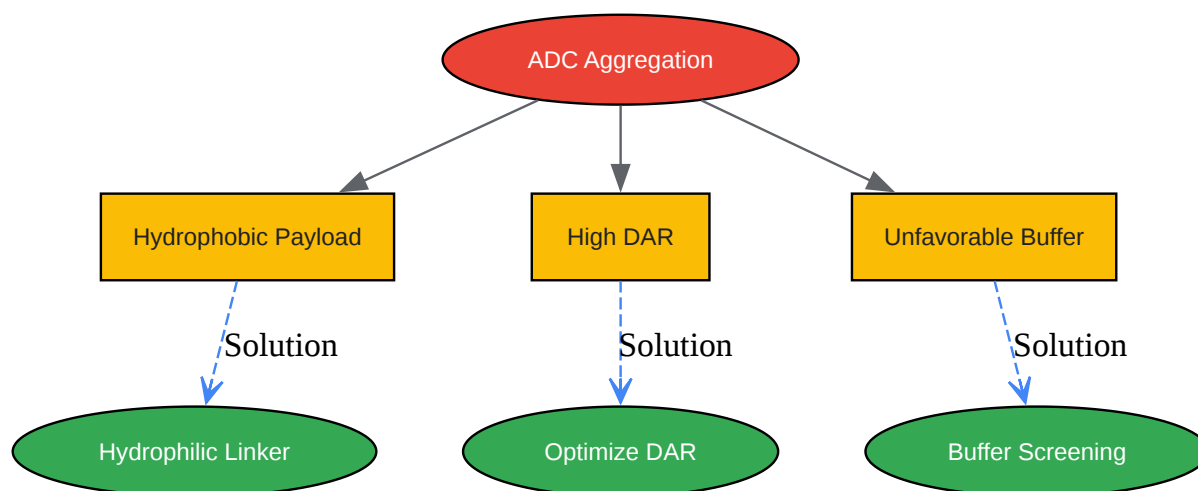 ADC Aggregation
Hydrophobic Payload
High DAR
Unfavorable Buffer
Solution
Solution
Solution
Hydrophilic Linker
Optimize DAR
Buffer Screening